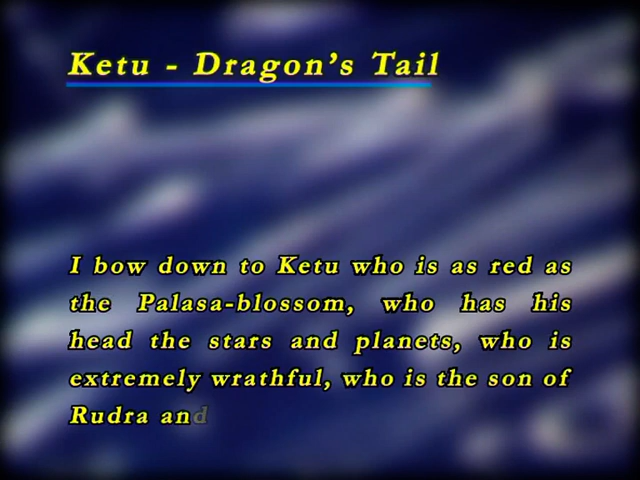 Ketu - Dragon's Tail
I bow down to Ketu who is as red as
the Palasa-blossom, who has his
head the stars and planets, who is
extremely wrathful, who is the son of
Rudra and